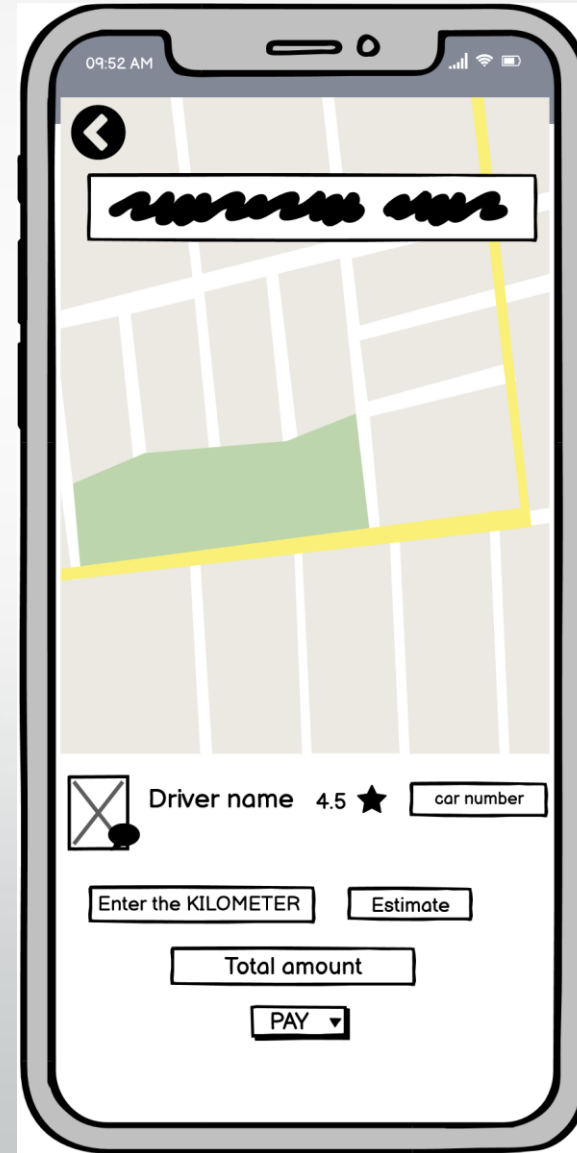 09:52 AM
Driver name 4.5 car number
Enter the KILOMETER Estimate
Total amount
PAY